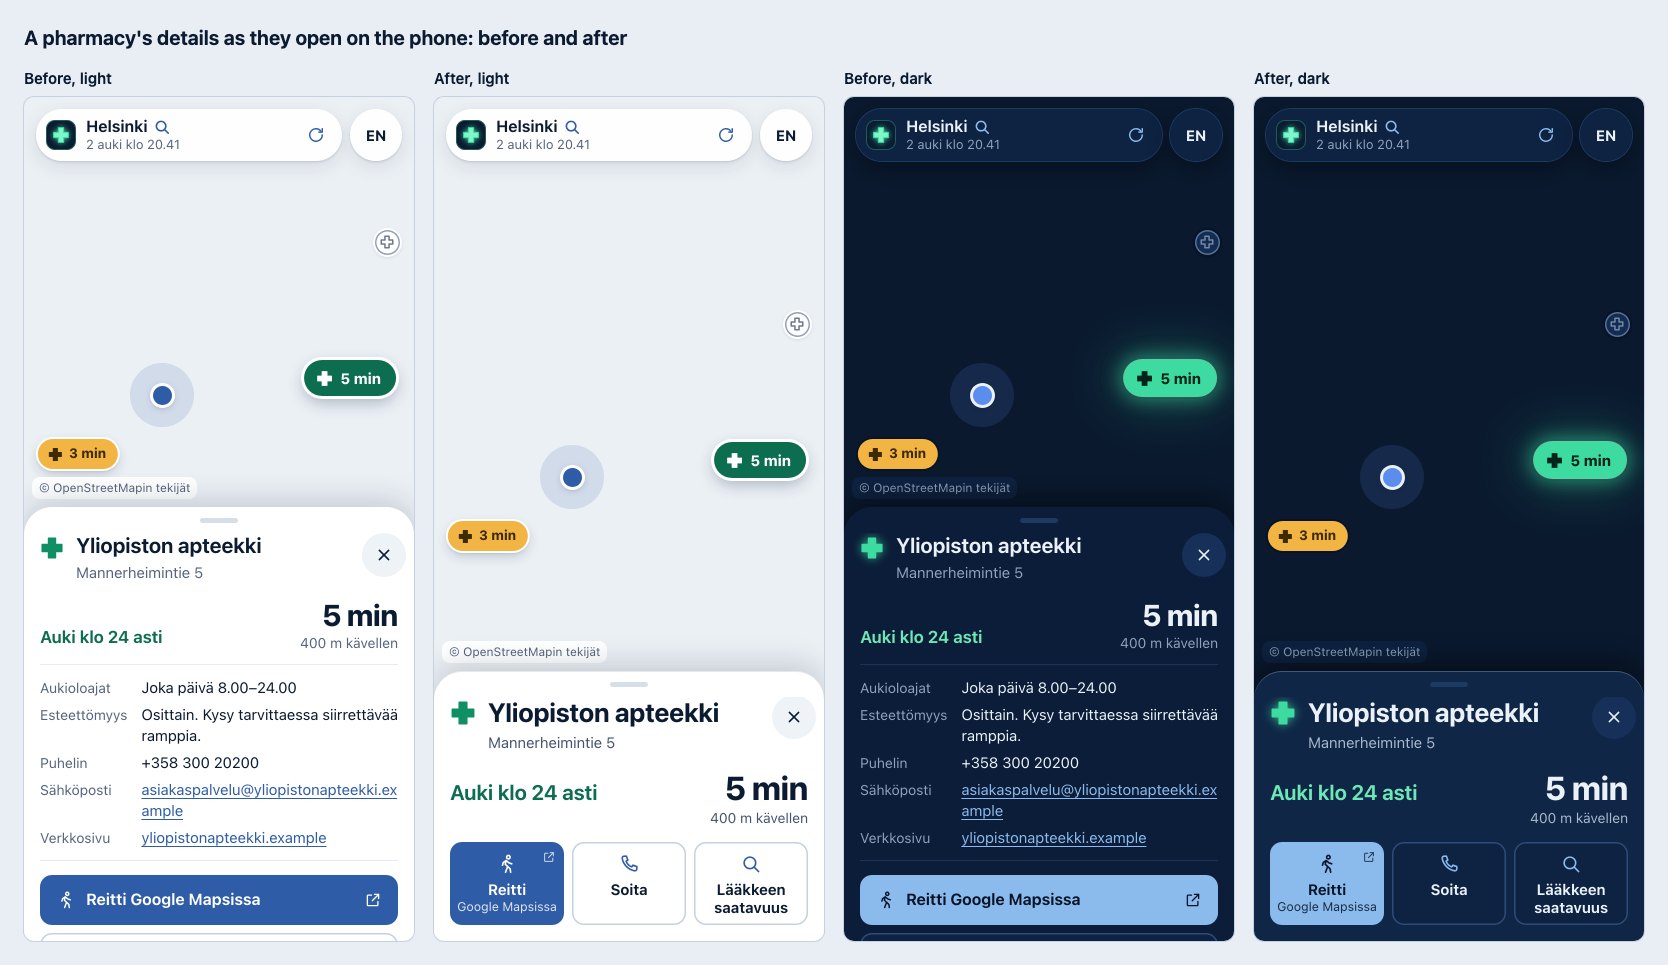 A pharmacy's details as they open on the phone: before and after
Before, light
Helsinki
2 auki klo 20.41
EN
5 min
3 min
© OpenStreetMapin tekijät
Yliopiston apteekki
Mannerheimintie 5
5 min
Auki klo 24 asti
400 m kävellen
Aukioloajat Joka päivä 8.00–24.00
Esteettömyys Osittain. Kysy tarvittaessa siirrettävää
ramppia.
Puhelin +358 300 20200
Sähköposti asiakaspalvelu@yliopistonapteekki.ex
ample
Verkkosivu yliopistonapteekki.example
Reitti Google Mapsissa
After, light
Helsinki
2 auki klo 20.41
EN
5 min
3 min
© OpenStreetMapin tekijät
Yliopiston apteekki
Mannerheimintie 5
Auki klo 24 asti
5 min
400 m kävellen
Reitti
Google Mapsissa
Soita
Lääkkeen
saatavuus
Before, dark
Helsinki
2 auki klo 20.41
EN
5 min
3 min
© OpenStreetMapin tekijät
Yliopiston apteekki
Mannerheimintie 5
5 min
Auki klo 24 asti
400 m kävellen
Aukioloajat Joka päivä 8.00–24.00
Esteettömyys Osittain. Kysy tarvittaessa siirrettävää
ramppia.
Puhelin +358 300 20200
Sähköposti asiakaspalvelu@yliopistonapteekki.ex
ample
Verkkosivu yliopistonapteekki.example
Reitti Google Mapsissa
After, dark
Helsinki
2 auki klo 20.41
EN
5 min
3 min
© OpenStreetMapin tekijät
Yliopiston apteekki
Mannerheimintie 5
Auki klo 24 asti
5 min
400 m kävellen
Reitti
Google Mapsissa
Soita
Lääkkeen
saatavuus